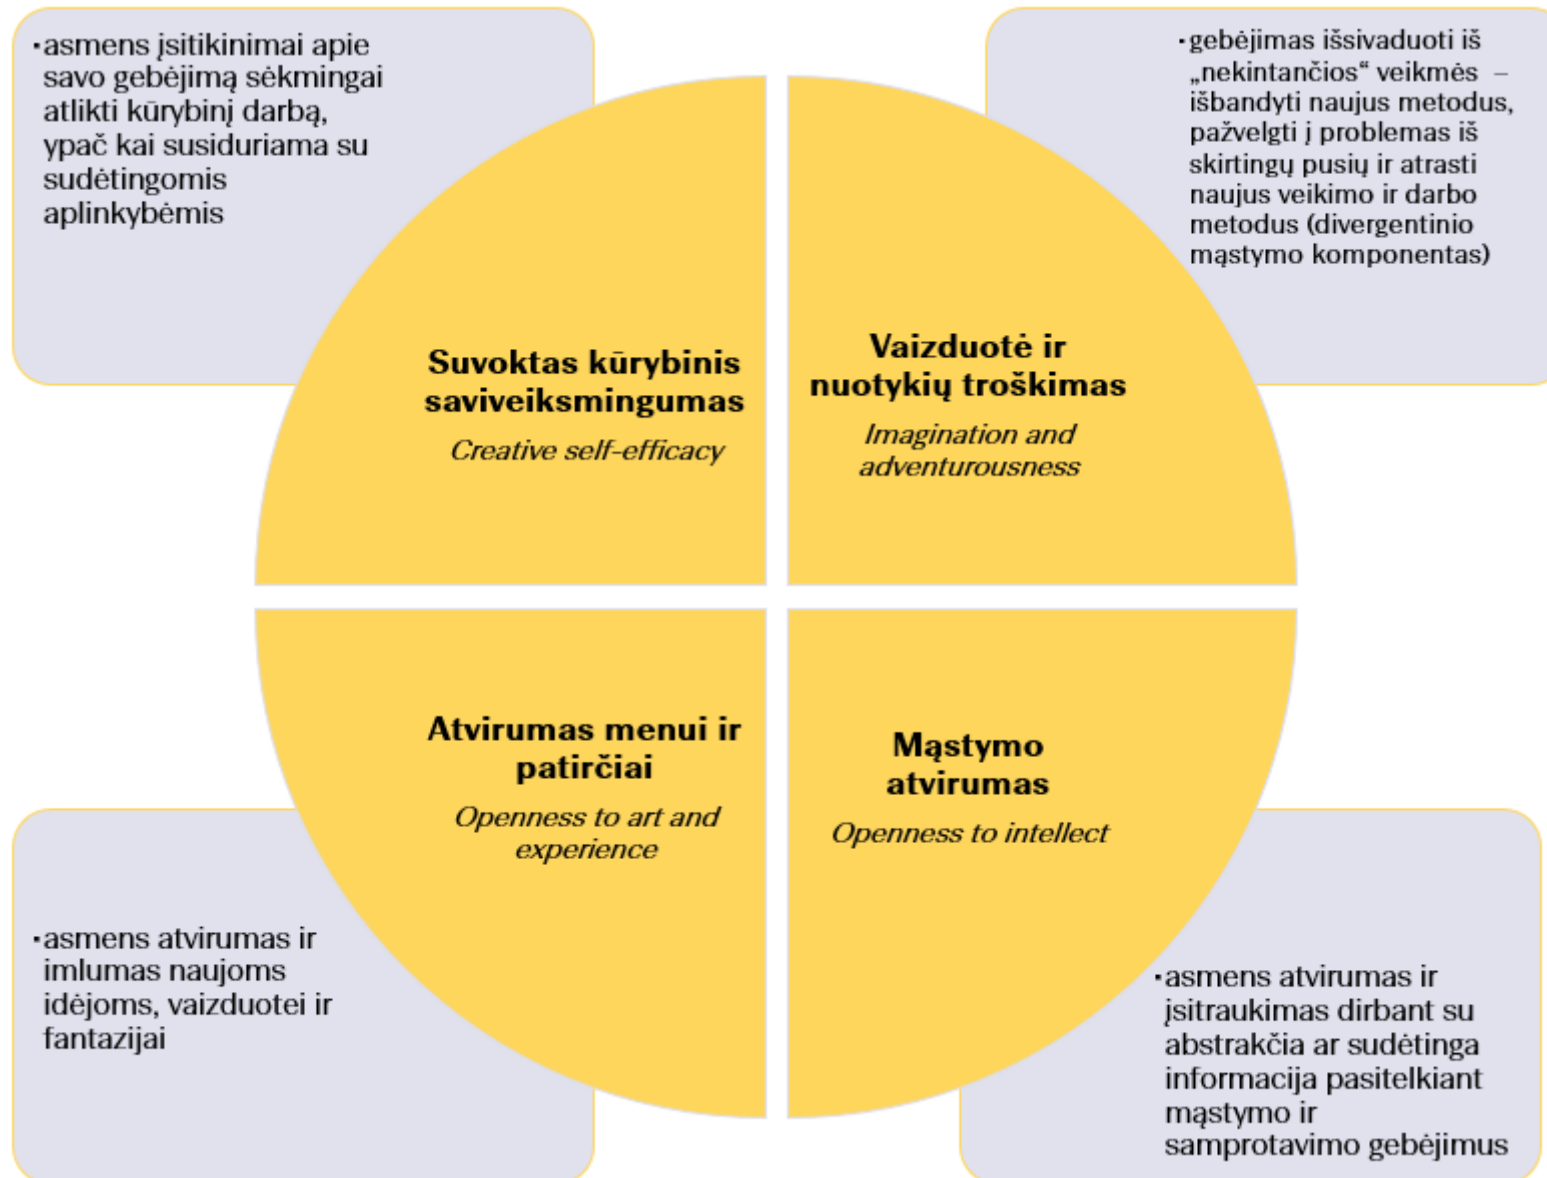 ·asmens įsitikinimai apie
savo gebėjimą sėkmingai
atlikti kūrybinį darbą,
ypač kai susiduriama su
sudėtingomis
aplinkybėmis
·gebėjimas išsivaduoti iš
„nekintančios“ veikmės –
išbandyti naujus metodus,
pažvelgti į problemas iš
skirtingų pusių ir atrasti
naujus veikimo ir darbo
metodus (divergentinio
mąstymo komponentas)
Suvoktas kūrybinis
saviveiksmingumas
Creative self-efficacy
Vaizduotė ir
nuotykių troškimas
Imagination and
adventurousness
Atvirumas menui ir
patirčiai
Openness to art and
experience
Mąstymo
atvirumas
Openness to intellect
·asmens atvirumas ir
imlumas naujoms
idėjoms, vaizduotei ir
fantazijai
·asmens atvirumas ir
įsitraukimas dirbant su
abstrakčia ar sudėtinga
informacija pasitelkiant
mąstymo ir
samprotavimo gebėjimus